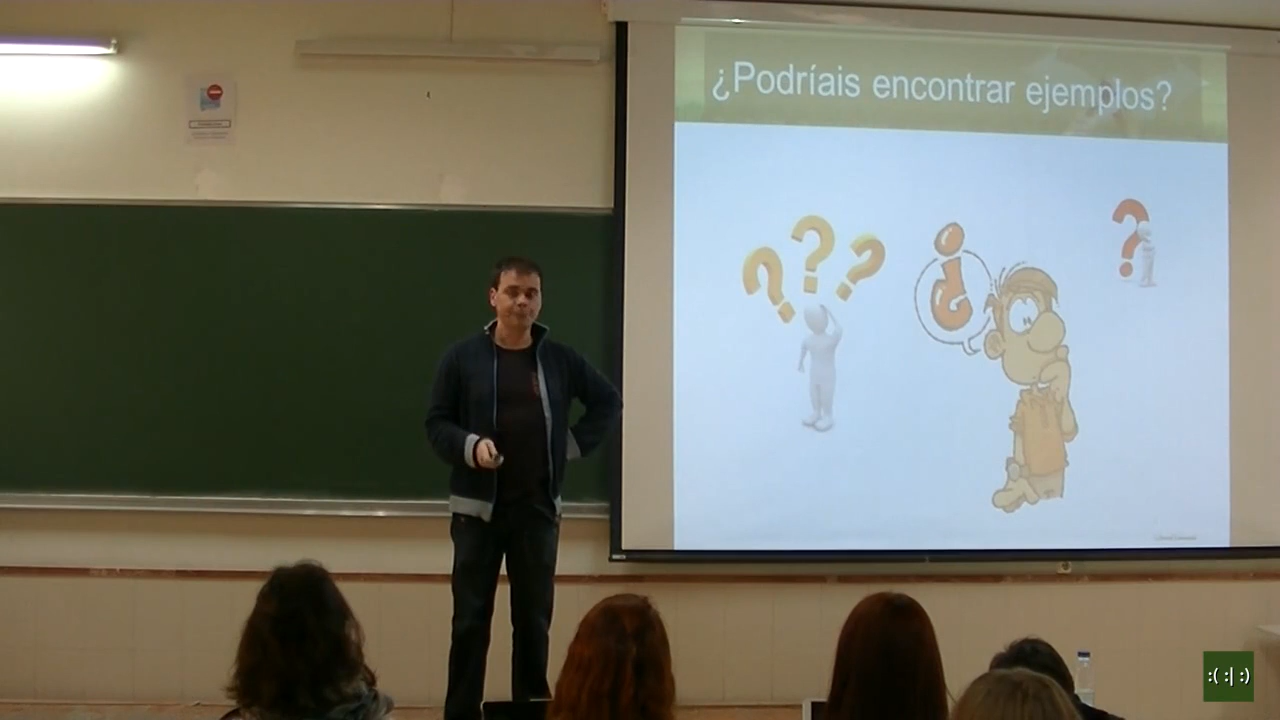 ¿Podríais encontrar ejemplos?
???
¿
?
:( :| :)